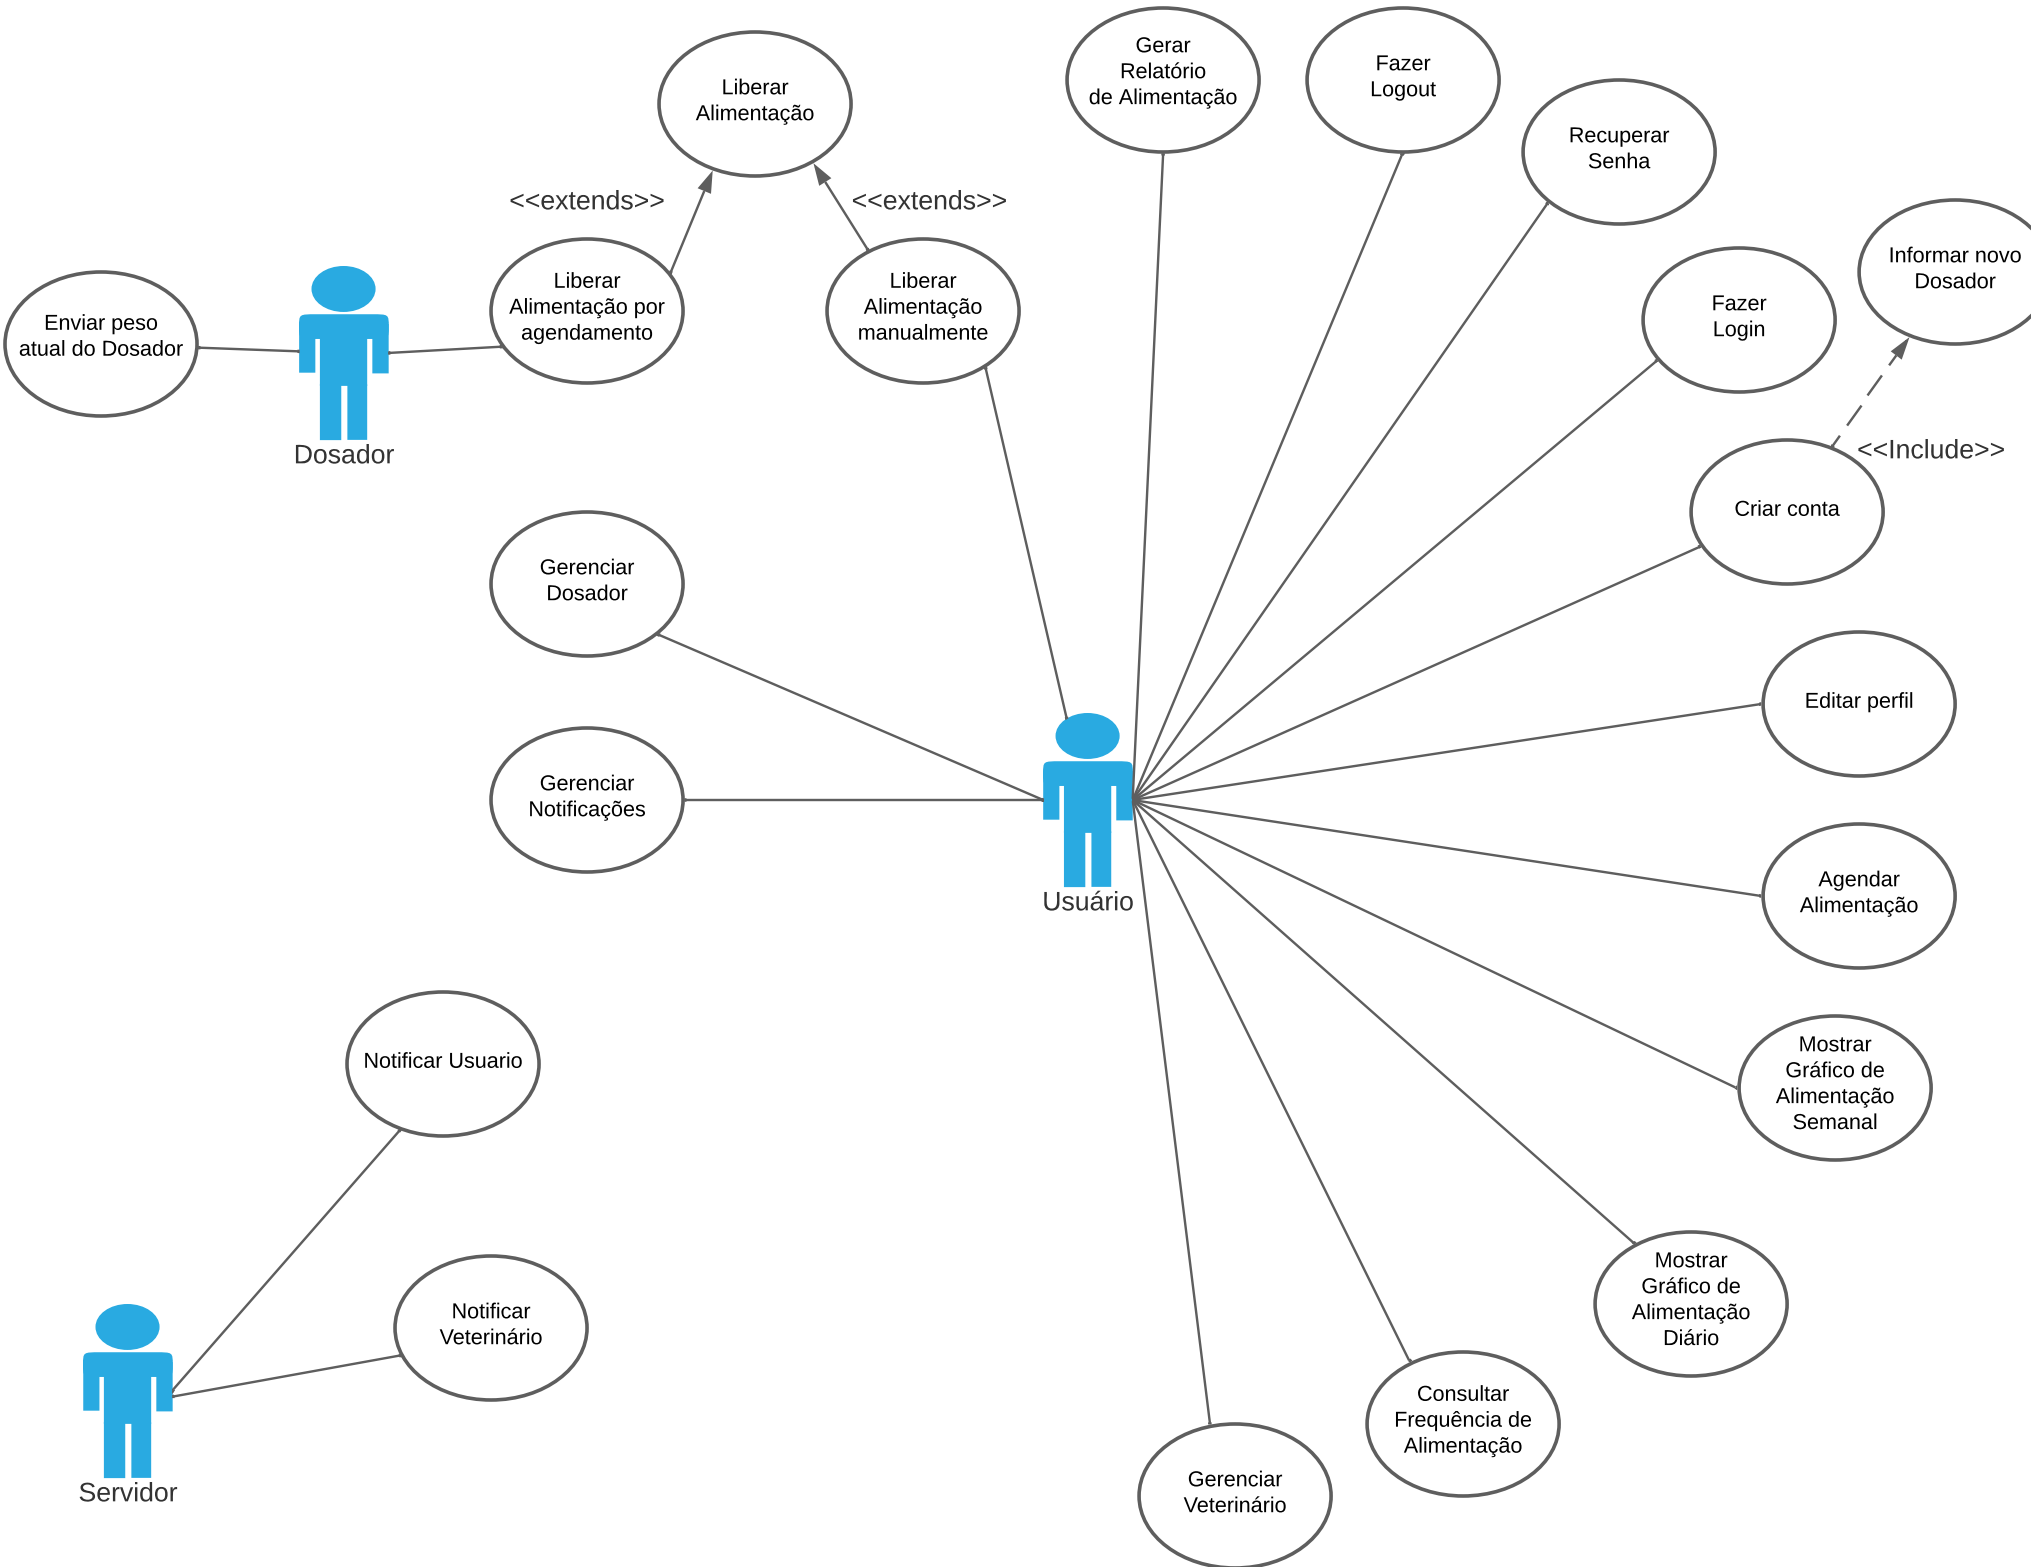 Gerar
Relatório
de Alimentação
Fazer
Logout
Liberar
Alimentação
Recuperar
Senha
<<extends>>
<<extends>>
Informar novo
Dosador
Fazer
Login
Enviar peso
atual do Dosador
Liberar
Alimentação por
agendamento
Liberar
Alimentação
manualmente
Dosador
<<Include>>
Criar conta
Gerenciar
Dosador
Editar perfil
Gerenciar
Notificações
Usuário
Agendar
Alimentação
Notificar Usuario
Mostrar
Gráfico de
Alimentação
Semanal
Notificar
Veterinário
Mostrar
Gráfico de
Alimentação
Diário
Consultar
Frequência de
Alimentação
Servidor
Gerenciar
Veterinário